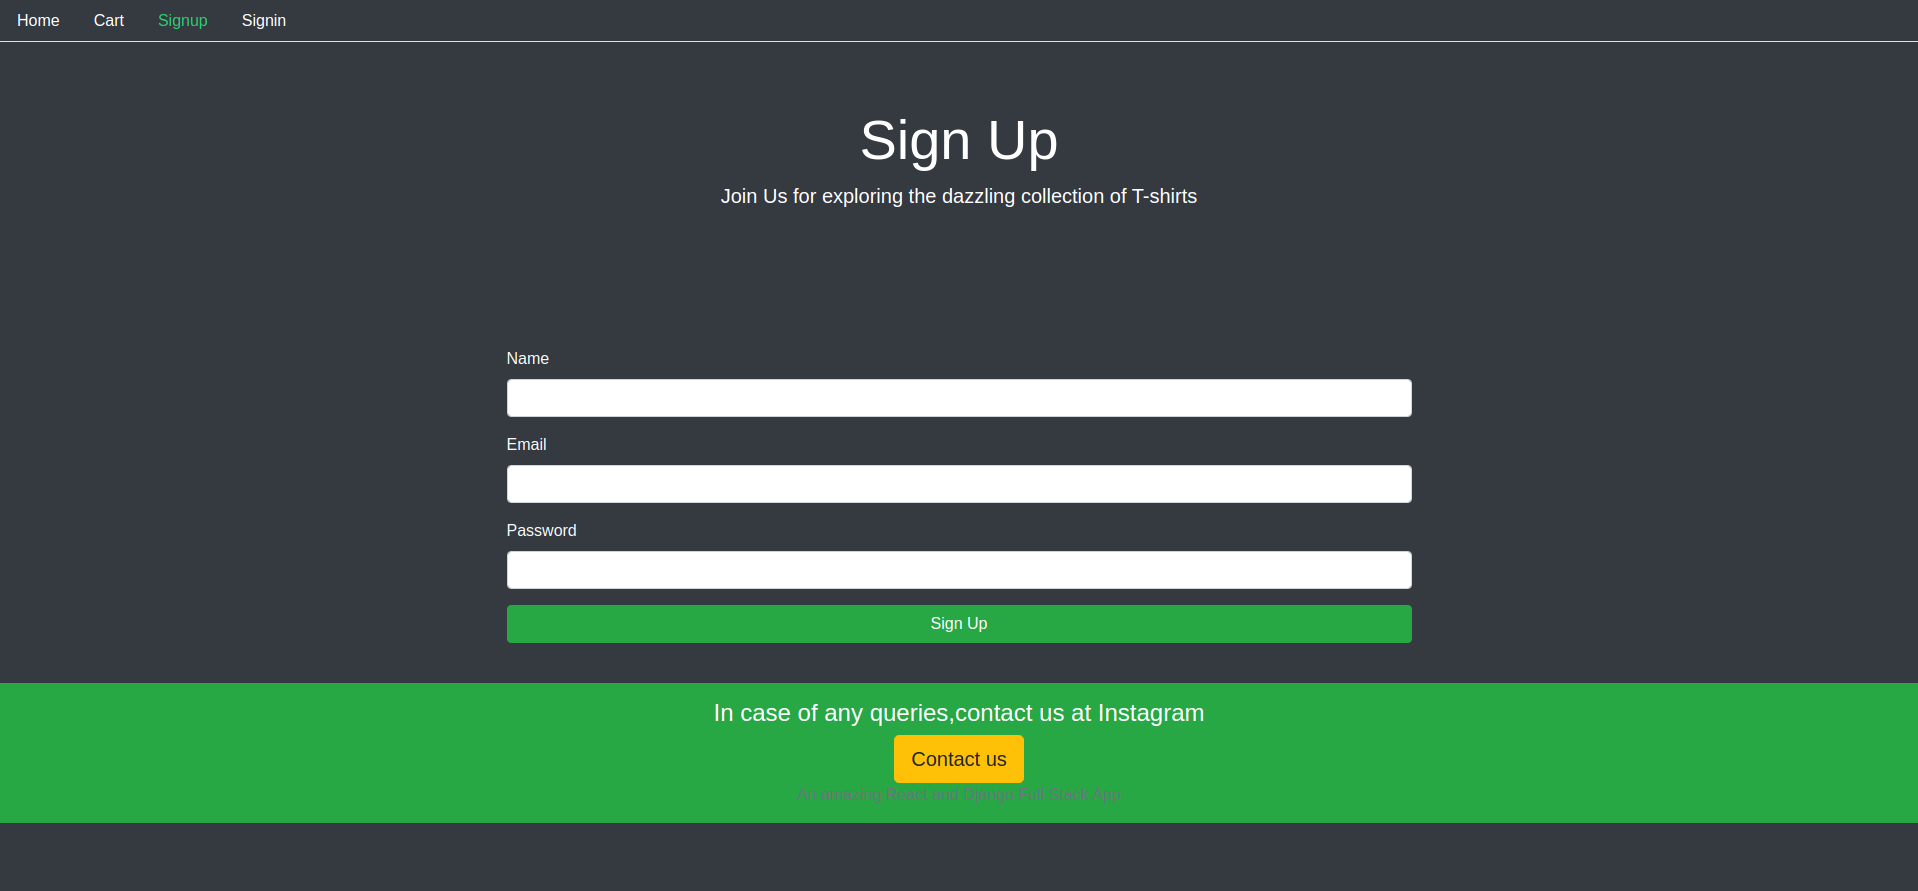 Home Cart Signup Signin
Sign Up
Join Us for exploring the dazzling collection of T-shirts
Name
Email
Password
Sign Up
In case of any queries,contact us at Instagram
Contact us
An amazing React and Django Full Stack App